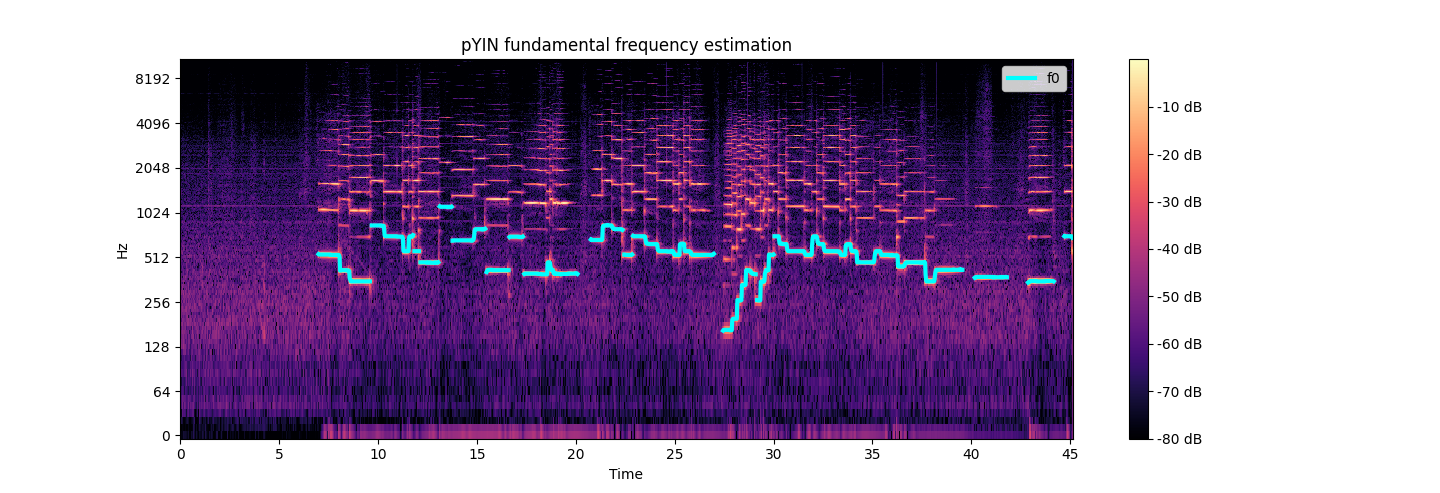 pYIN fundamental frequency estimation
f0
8192
4096
2048
1024
512
256
128
64
0
Hz
0 5 10 15 20 25 30 35 40 45
Time
-10 dB
-20 dB
-30 dB
-40 dB
-50 dB
-60 dB
-70 dB
-80 dB